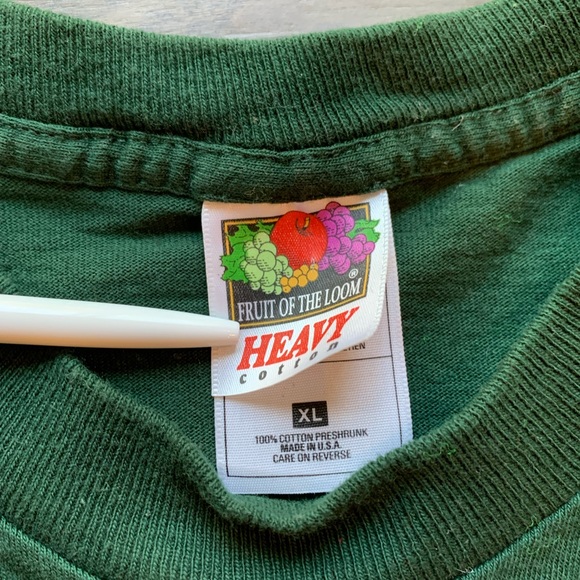 FRUIT OF THE LOOM
®
HEAVY
cotton
XL
100% COTTON PRESHRUNK
MADE IN U.S.A.
CARE ON REVERSE